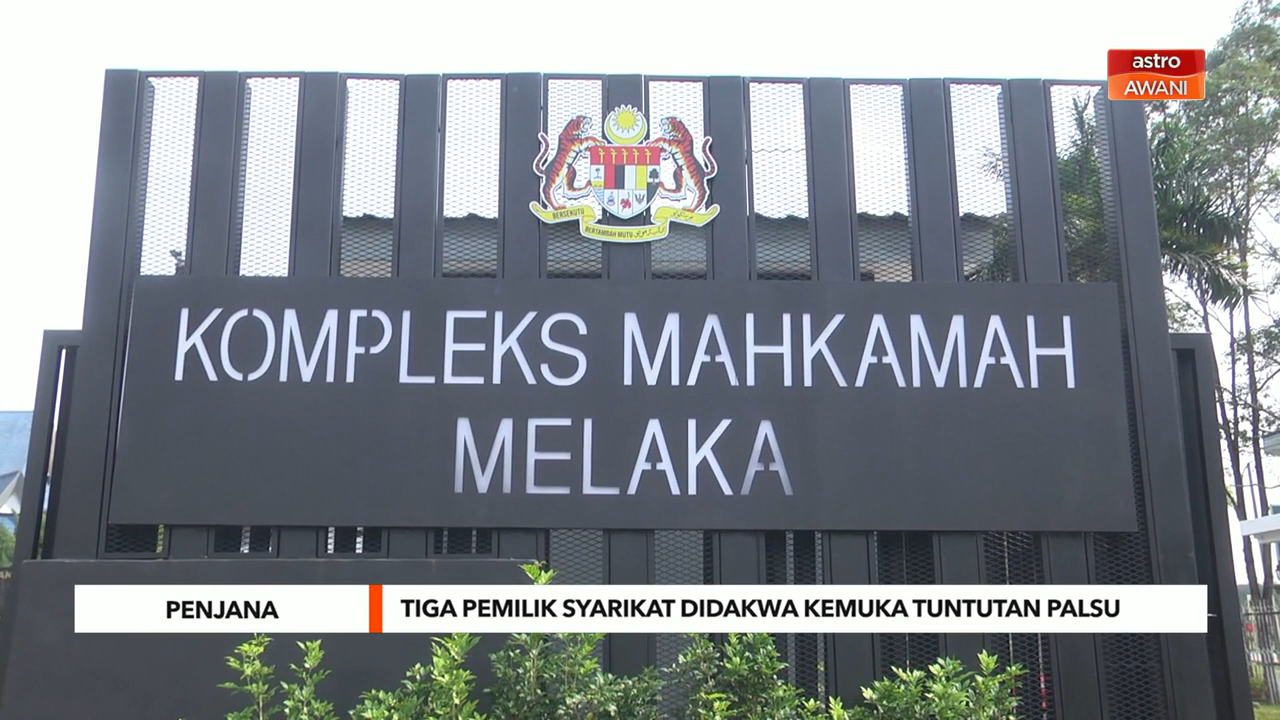 astro
AWANI
BERSEKUTU
BERTAMBAH MUTU
KOMPLEKS MAHKAMAH
MELAKA
PENJANA
TIGA PEMILIK SYARIKAT DIDAKWA KEMUKA TUNTUTAN PALSU